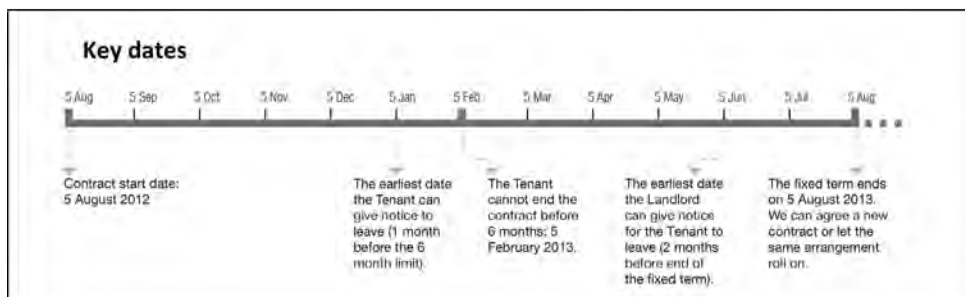 Key dates
5 Aug 5 Sep 5 Oct 5 Nov 5 Dec 5 Jan 5 Feb 5 Mar 5 Apr 5 May 5 Jun 5 Jul 5 Aug
Contract start date:
5 August 2012
The earliest date
the Tenant can
give notice to
leave (1 month
before the 6
month limit).
The Tenant
cannot end the
contract before
6 months: 5
February 2013.
The earliest date
the Landlord
can give notice
for the Tenant to
leave (2 months
before end of
the fixed term).
The fixed term ends
on 5 August 2013.
We can agree a new
contract or let the
same arrangement
roll on.